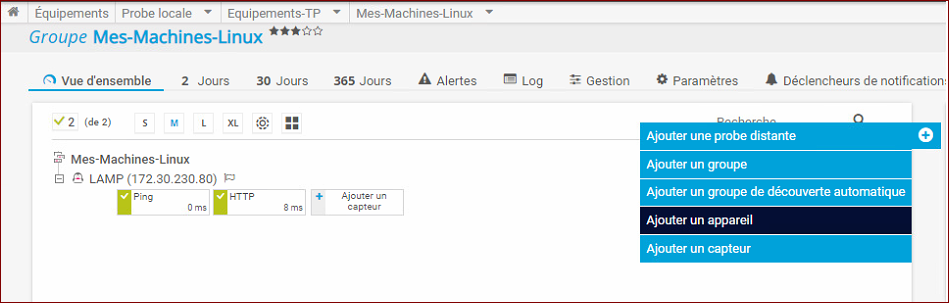 Équipements Probe locale Equipements-TP Mes-Machines-Linux
Groupe Mes-Machines-Linux
Vue d'ensemble 2 Jours 30 Jours 365 Jours Alertes Log Gestion Paramètres Déclencheurs de notification
2 (de 2) S M L XL Recherche
Ajouter une probe distante
Ajouter un groupe
Ajouter un groupe de découverte automatique
Ajouter un appareil
Ajouter un capteur
Mes-Machines-Linux
LAMP (172.30.230.80)
Ping HTTP Ajouter un
0 ms 8 ms capteur